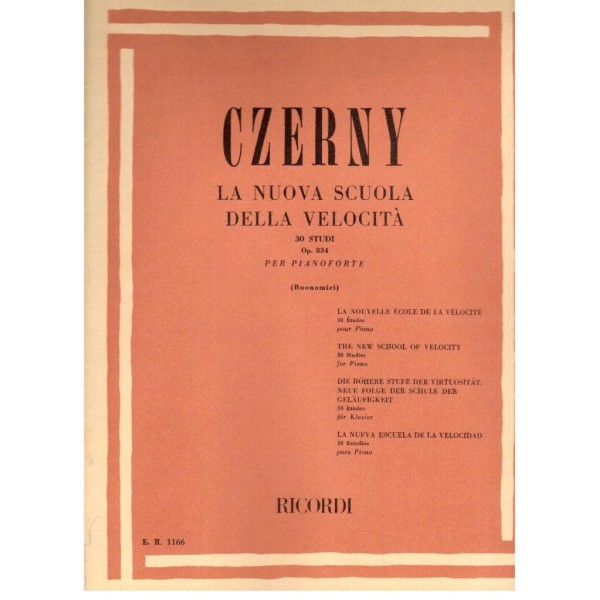 CZERNY
LA NUOVA SCUOLA
DELLA VELOCITÀ
30 STUDI
Op. 834
PER PIANOFORTE
(Buonamici)
LA NOUVELLE ÉCOLE DE LA VÉLOCITÉ
30 Études
pour Piano
THE NEW SCHOOL OF VELOCITY
30 Studies
for Piano
DIE HÖHERE STUFE DER VIRTUOSITÄT.
NEUE FOLGE DER SCHULE DER
GELÄUFIGKEIT
30 Etüden
für Klavier
LA NUEVA ESCUELA DE LA VELOCIDAD
30 Estudios
para Piano
RICORDI
E. R. 1166